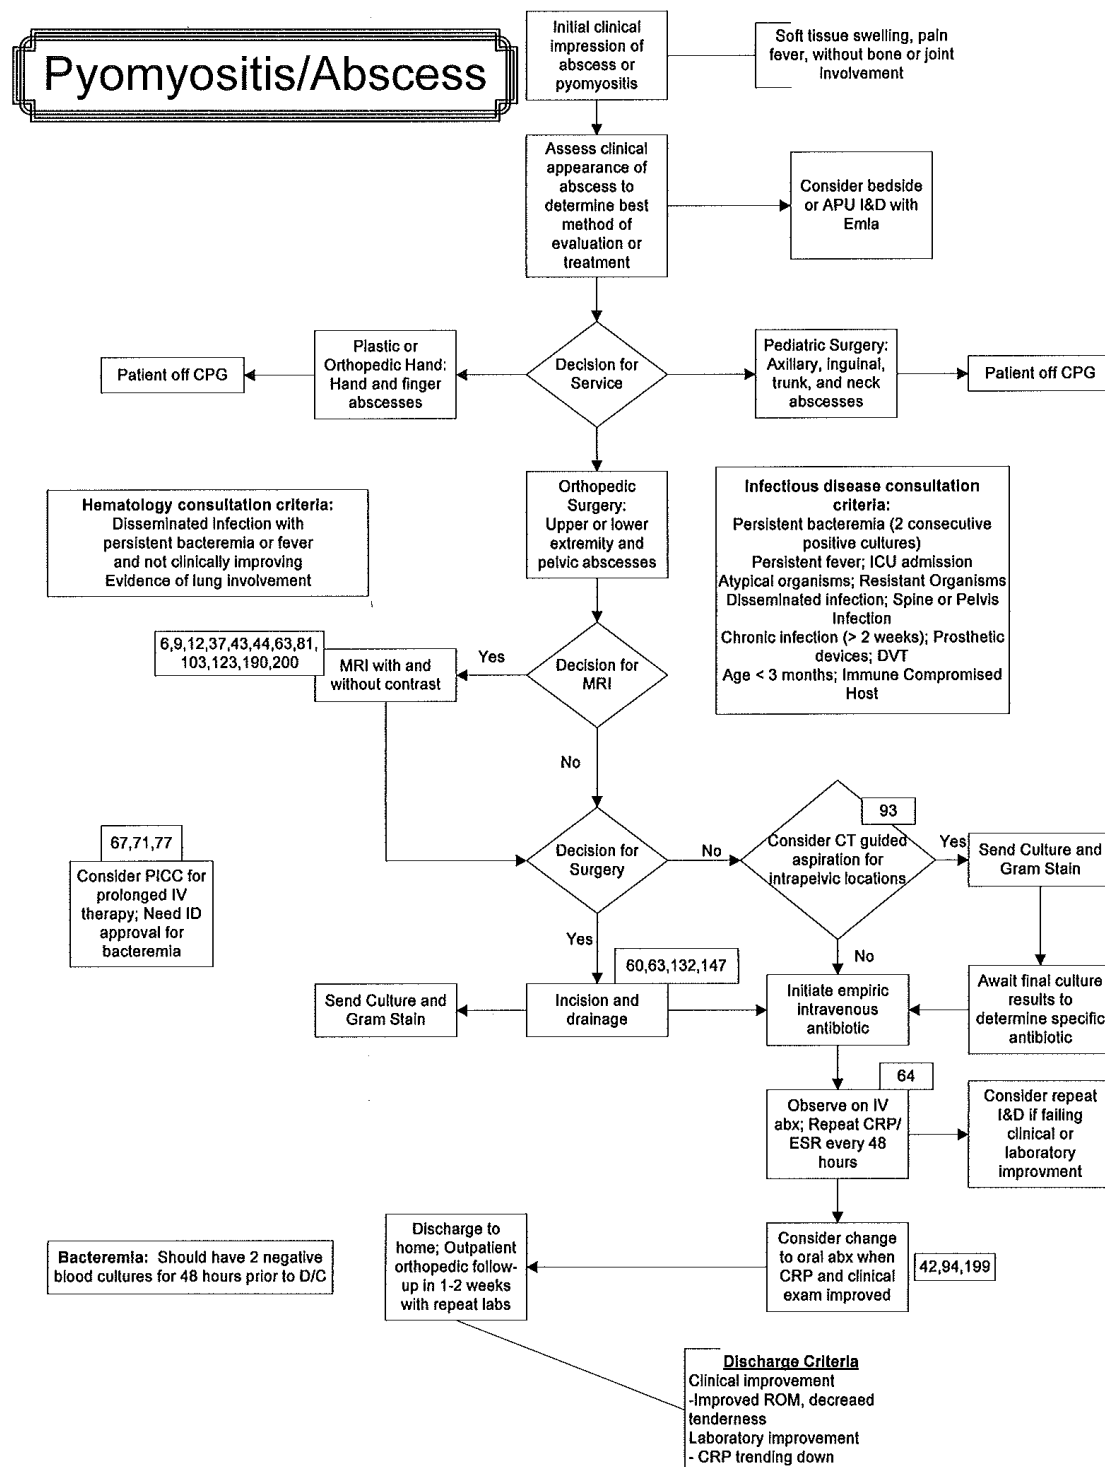 Pyomyositis/Abscess
Initial clinical
impression of
abscess or
pyomyositis
Soft tissue swelling, pain
fever, without bone or joint
involvement
Assess clinical
appearance of
abscess to
determine best
method of
evaluation or
treatment
Consider bedside
or APU I&D with
Emla
Decision for
Service
Plastic or
Orthopedic Hand:
Hand and finger
abscesses
Patient off CPG
Pediatric Surgery:
Axillary, inguinal,
trunk, and neck
abscesses
Patient off CPG
Orthopedic
Surgery:
Upper or lower
extremity and
pelvic abscesses
Hematology consultation criteria:
Disseminated infection with
persistent bacteremia or fever
and not clinically improving
Evidence of lung involvement
Infectious disease consultation
criteria:
Persistent bacteremia (2 consecutive
positive cultures)
Persistent fever; ICU admission
Atypical organisms; Resistant Organisms
Disseminated infection; Spine or Pelvis
Infection
Chronic infection (> 2 weeks); Prosthetic
devices; DVT
Age < 3 months; Immune Compromised
Host
6,9,12,37,43,44,63,81,
103,123,190,200
MRI with and
without contrast
Yes
Decision for
MRI
No
67,71,77
Consider PICC for
prolonged IV
therapy; Need ID
approval for
bacteremia
Decision for
Surgery
No
93
Consider CT guided
aspiration for
intrapelvic locations
Yes
Send Culture and
Gram Stain
Yes
No
60,63,132,147
Send Culture and
Gram Stain
Incision and
drainage
Initiate empiric
intravenous
antibiotic
Await final culture
results to
determine specific
antibiotic
64
Observe on IV
abx; Repeat CRP/
ESR every 48
hours
Consider repeat
I&D if failing
clinical or
laboratory
improvment
Bacteremia: Should have 2 negative
blood cultures for 48 hours prior to D/C
Discharge to
home; Outpatient
orthopedic follow-
up in 1-2 weeks
with repeat labs
Consider change
to oral abx when
CRP and clinical
exam improved
42,94,199
Discharge Criteria
Clinical improvement
-Improved ROM, decreaed
tenderness
Laboratory improvement
- CRP trending down